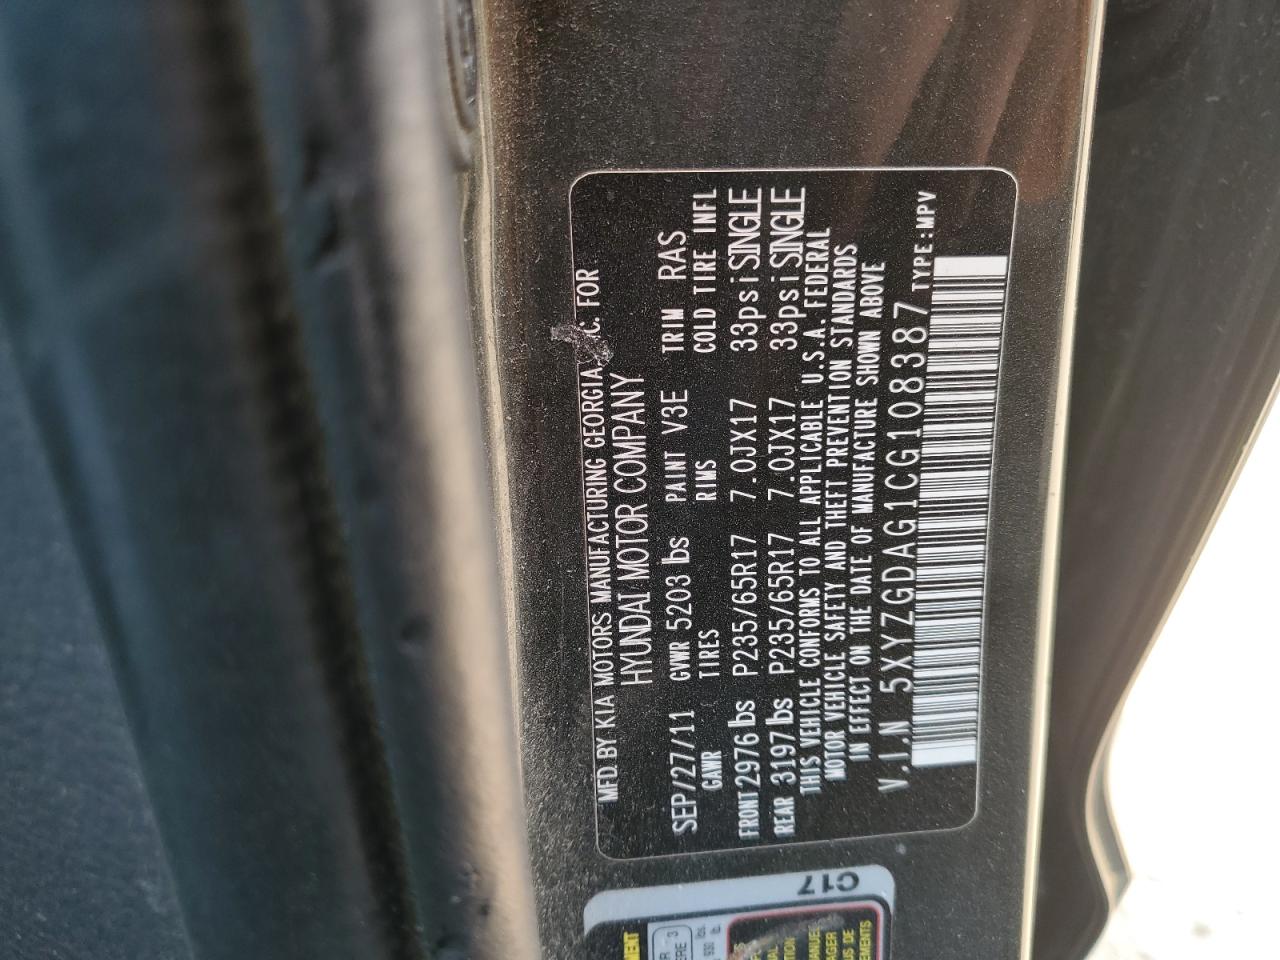 MFD. BY KIA MOTORS MANUFACTURING GEORGIA, C. FOR
HYUNDAI MOTOR COMPANY
SEP/27/11 GVWR 5203 lbs PAINT V3E TRIM RAS
GAWR TIRES RIMS COLD TIRE INFL
FRONT 2976 lbs P235/65R17 7.0JX17 33psi SINGLE
REAR 3197 lbs P235/65R17 7.0JX17 33psi SINGLE
THIS VEHICLE CONFORMS TO ALL APPLICABLE U.S.A. FEDERAL
MOTOR VEHICLE SAFETY AND THEFT PREVENTION STANDARDS
IN EFFECT ON THE DATE OF MANUFACTURE SHOWN ABOVE
V.I.N 5XYZGDAG1CG108387 TYPE:MPV
C17